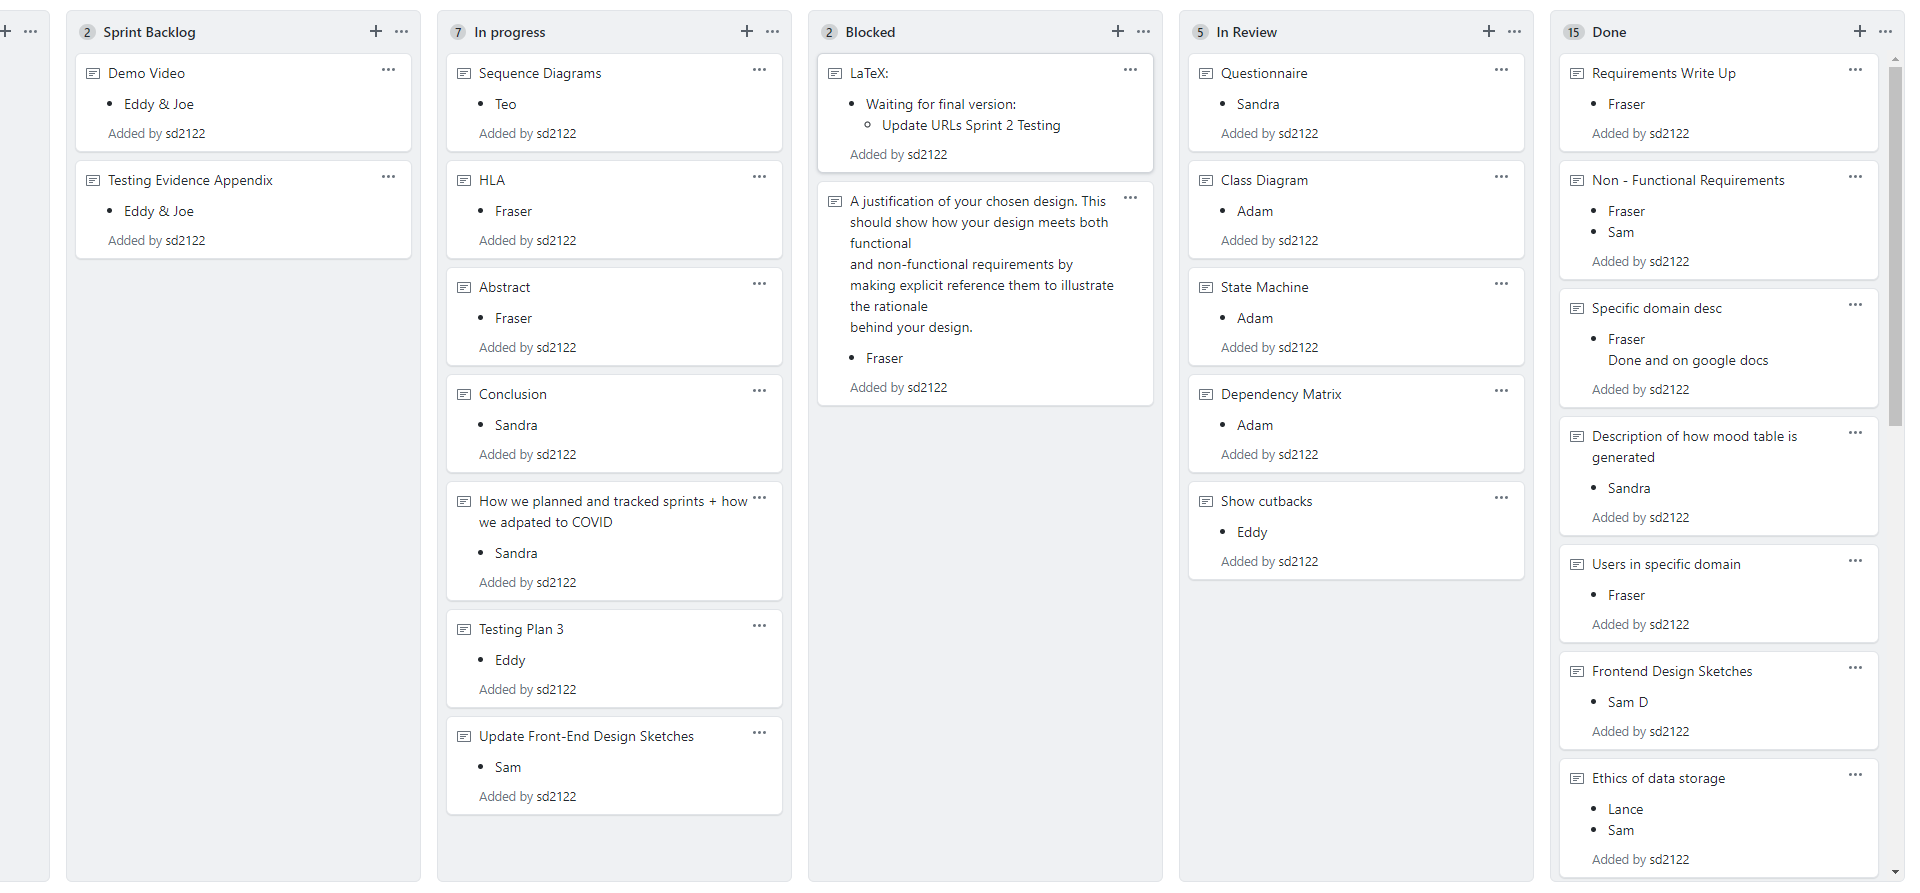 2 Sprint Backlog
Demo Video
Eddy & Joe
Added by sd2122
Testing Evidence Appendix
Eddy & Joe
Added by sd2122
7 In progress
Sequence Diagrams
Teo
Added by sd2122
HLA
Fraser
Added by sd2122
Abstract
Fraser
Added by sd2122
Conclusion
Sandra
Added by sd2122
How we planned and tracked sprints + how
we adpated to COVID
Sandra
Added by sd2122
Testing Plan 3
Eddy
Added by sd2122
Update Front-End Design Sketches
Sam
Added by sd2122
2 Blocked
LaTeX:
Waiting for final version:
Update URLs Sprint 2 Testing
Added by sd2122
A justification of your chosen design. This
should show how your design meets both
functional
and non-functional requirements by
making explicit reference them to illustrate
the rationale
behind your design.
Fraser
Added by sd2122
5 In Review
Questionnaire
Sandra
Added by sd2122
Class Diagram
Adam
Added by sd2122
State Machine
Adam
Added by sd2122
Dependency Matrix
Adam
Added by sd2122
Show cutbacks
Eddy
Added by sd2122
15 Done
Requirements Write Up
Fraser
Added by sd2122
Non - Functional Requirements
Fraser
Sam
Added by sd2122
Specific domain desc
Fraser
Done and on google docs
Added by sd2122
Description of how mood table is
generated
Sandra
Added by sd2122
Users in specific domain
Fraser
Added by sd2122
Frontend Design Sketches
Sam D
Added by sd2122
Ethics of data storage
Lance
Sam
Added by sd2122